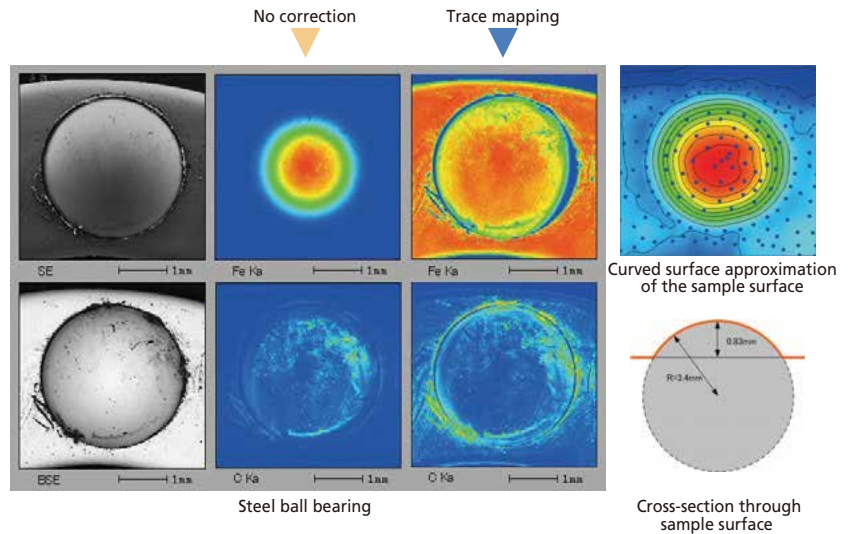 No correction
Trace mapping
SE
1mm
Fe Ka
1mm
Fe Ka
1mm
Curved surface approximation
of the sample surface
BSE
1mm
C Ka
1mm
C Ka
1mm
0.83mm
R=3.4mm
Steel ball bearing
Cross-section through
sample surface